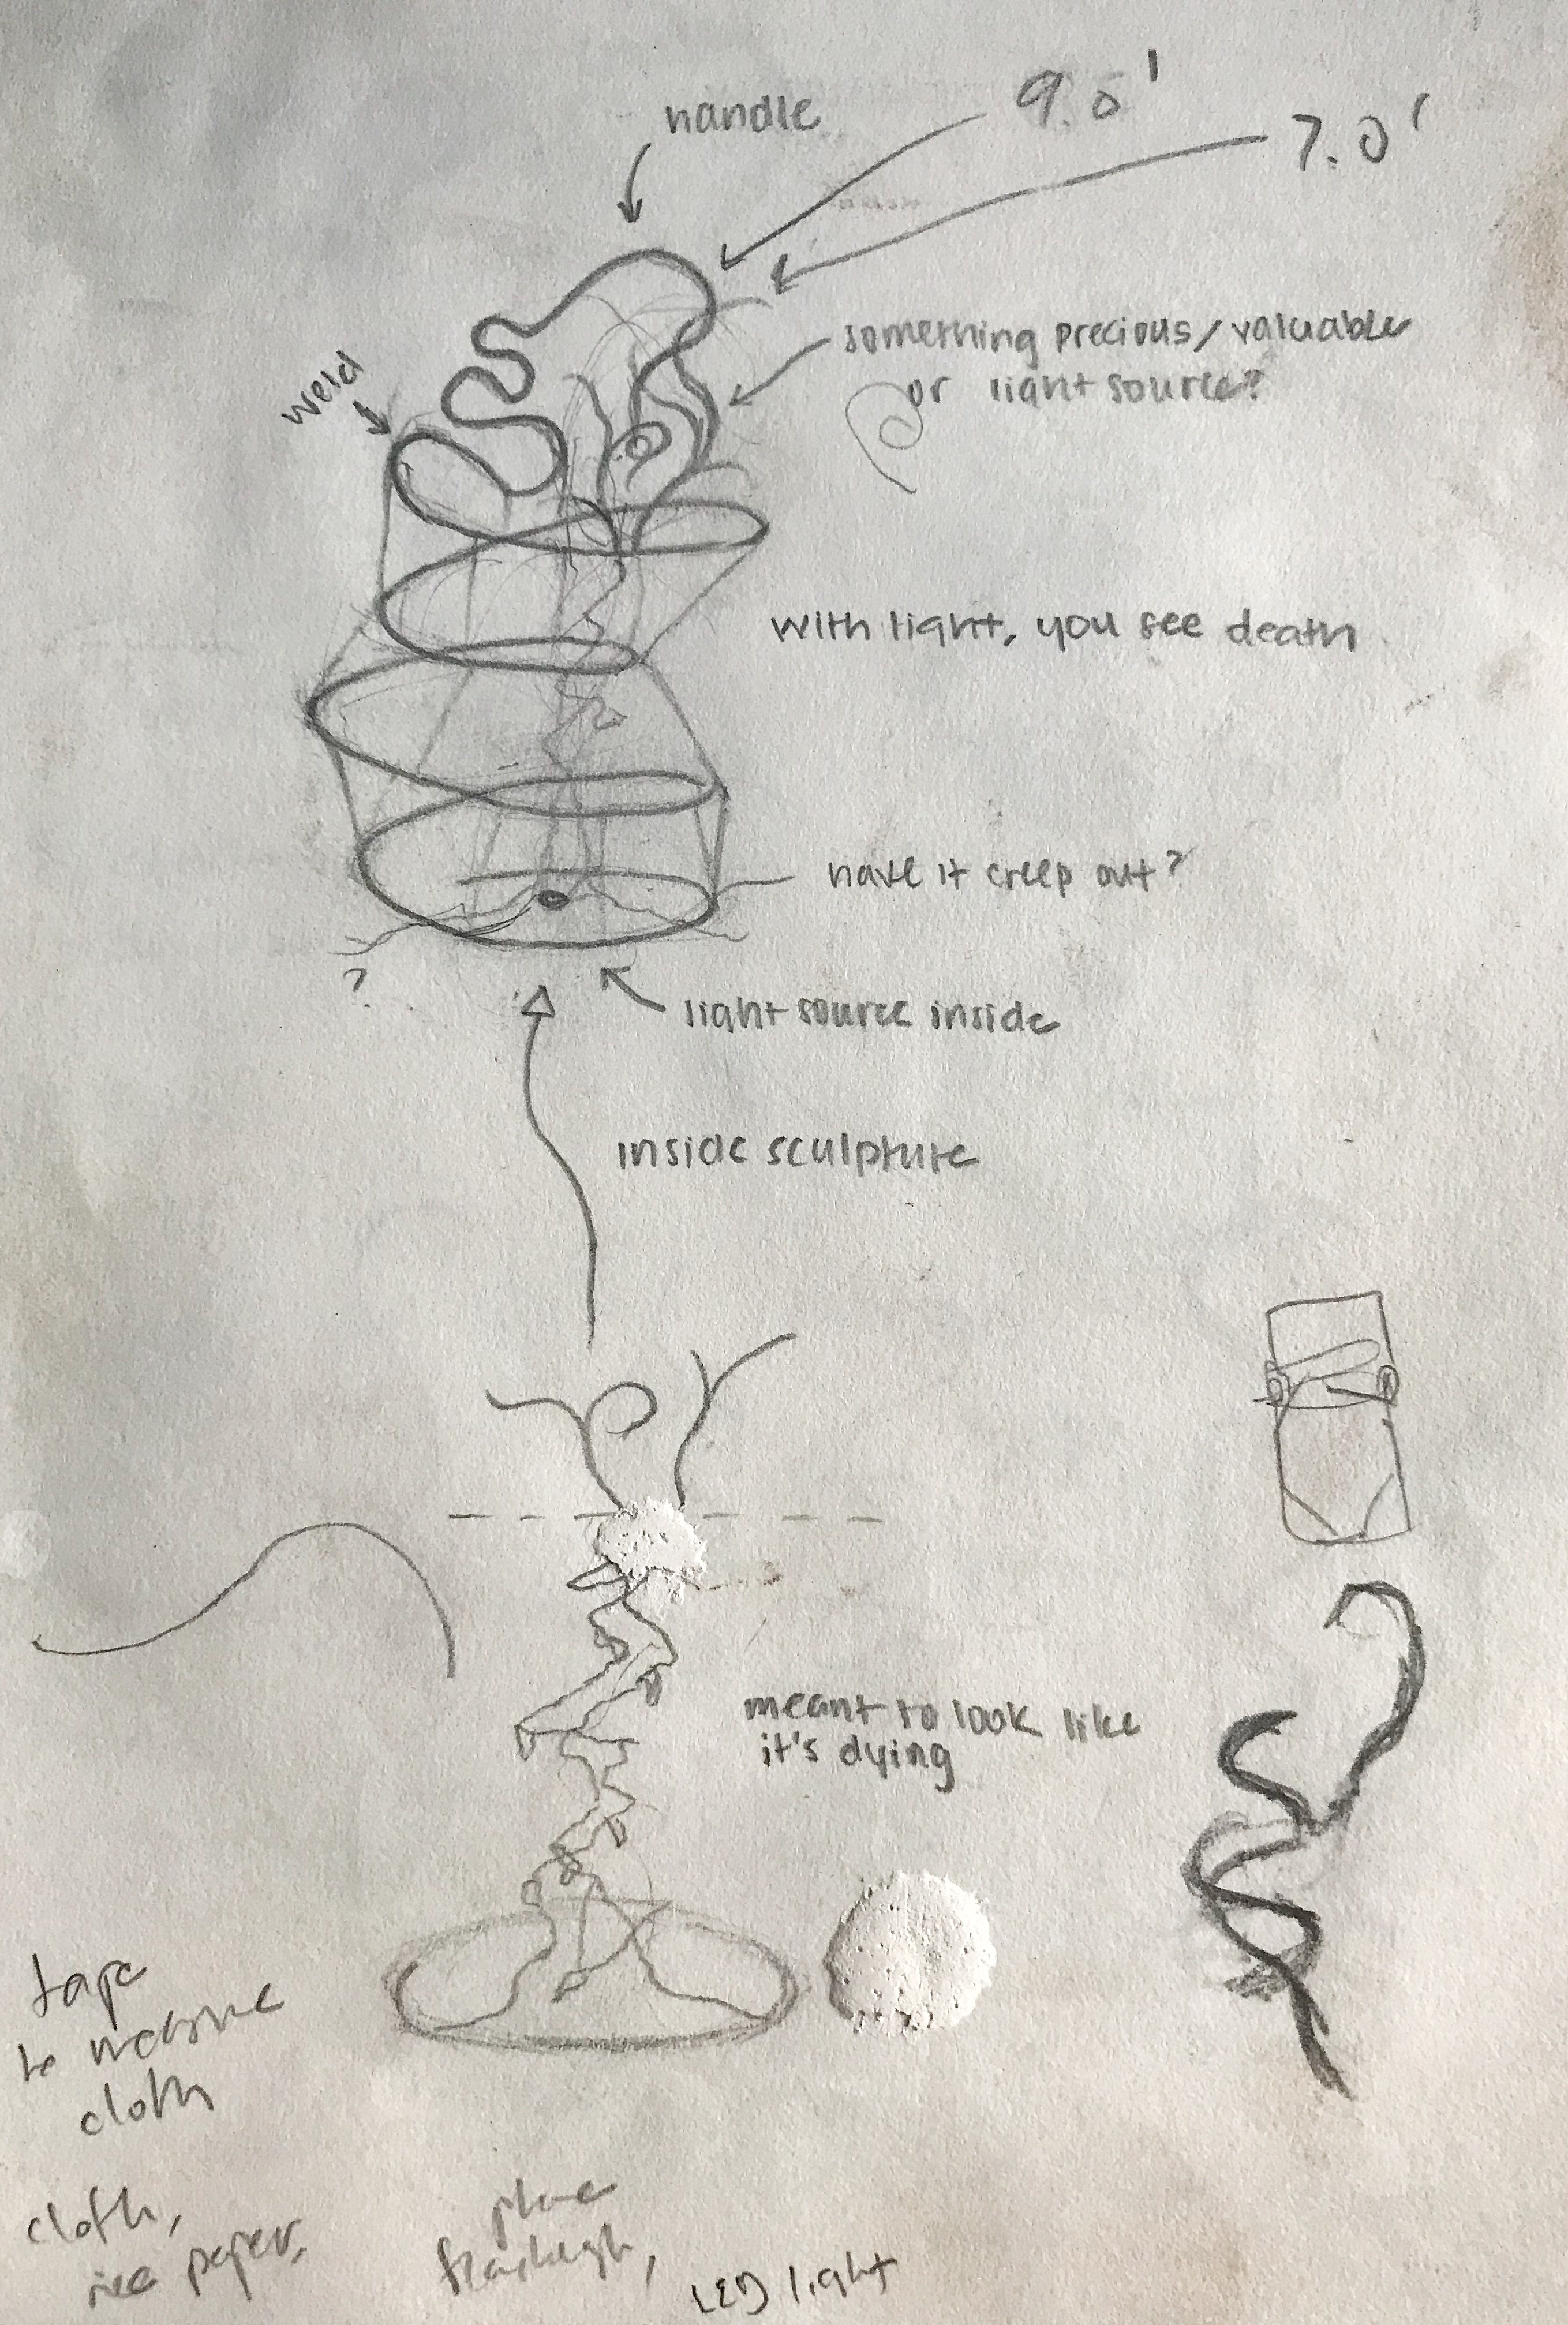 handle
9.5'
7.0'
something precious/valuable
or light source?
weld
with light, you see death
have it creep out?
?
light source inside
inside sculpture
meant to look like
it's dying
tape
to measure
cloth
cloth,
rice paper,
phone
flashlight,
LED light